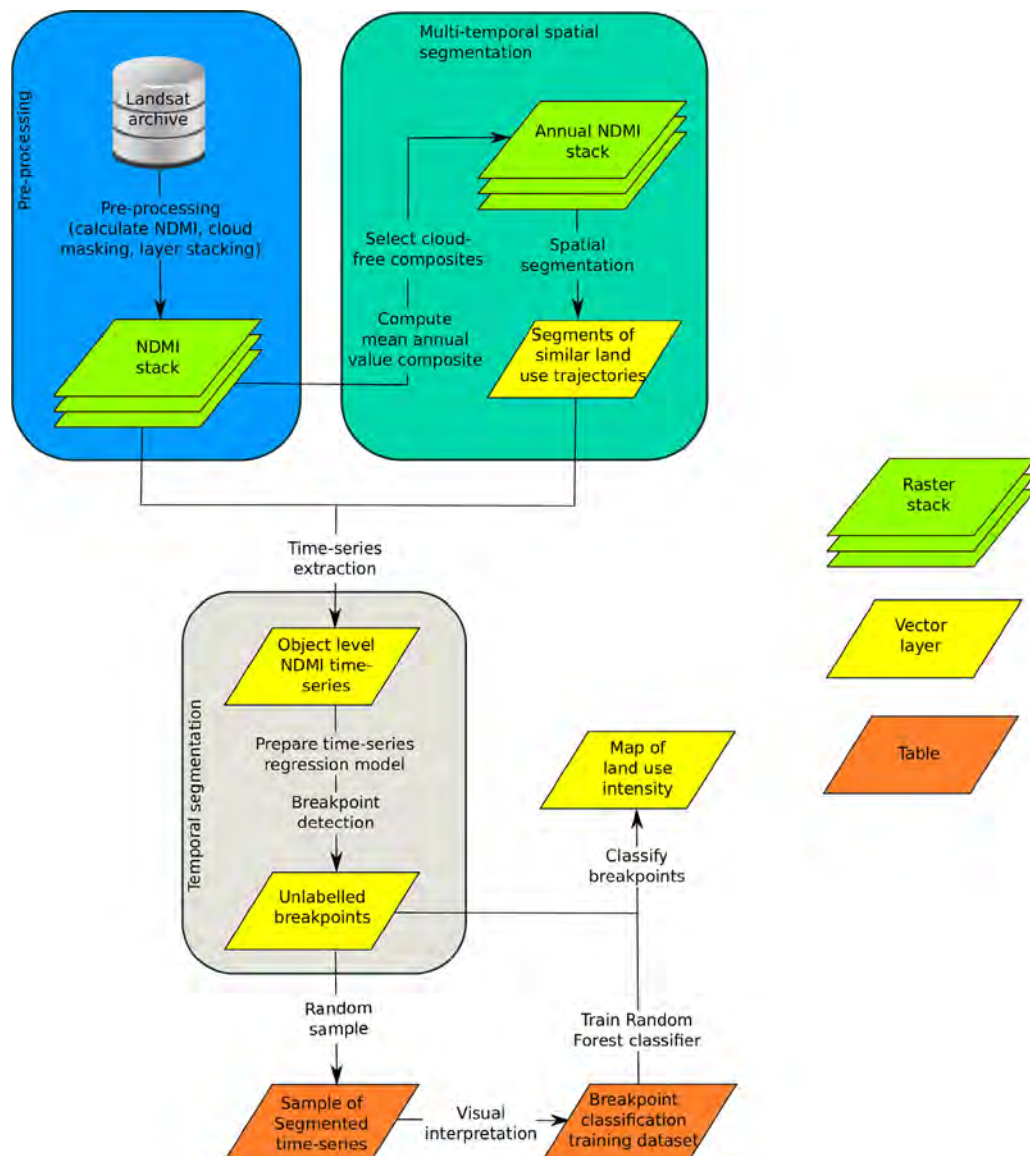 Pre-processing
Landsat
archive
Pre-processing
(calculate NDMI, cloud
masking, layer stacking)
NDMI
stack
Multi-temporal spatial
segmentation
Annual NDMI
stack
Select cloud-
free composites
Spatial
segmentation
Compute
mean annual
value composite
Segments of
similar land
use trajectories
Time-series
extraction
Temporal segmentation
Object level
NDMI time-
series
Prepare time-series
regression model
Breakpoint
detection
Unlabelled
breakpoints
Map of
land use
intensity
Classify
breakpoints
Random
sample
Train Random
Forest classifier
Sample of
Segmented
time-series
Visual
interpretation
Breakpoint
classification
training dataset
Raster
stack
Vector
layer
Table